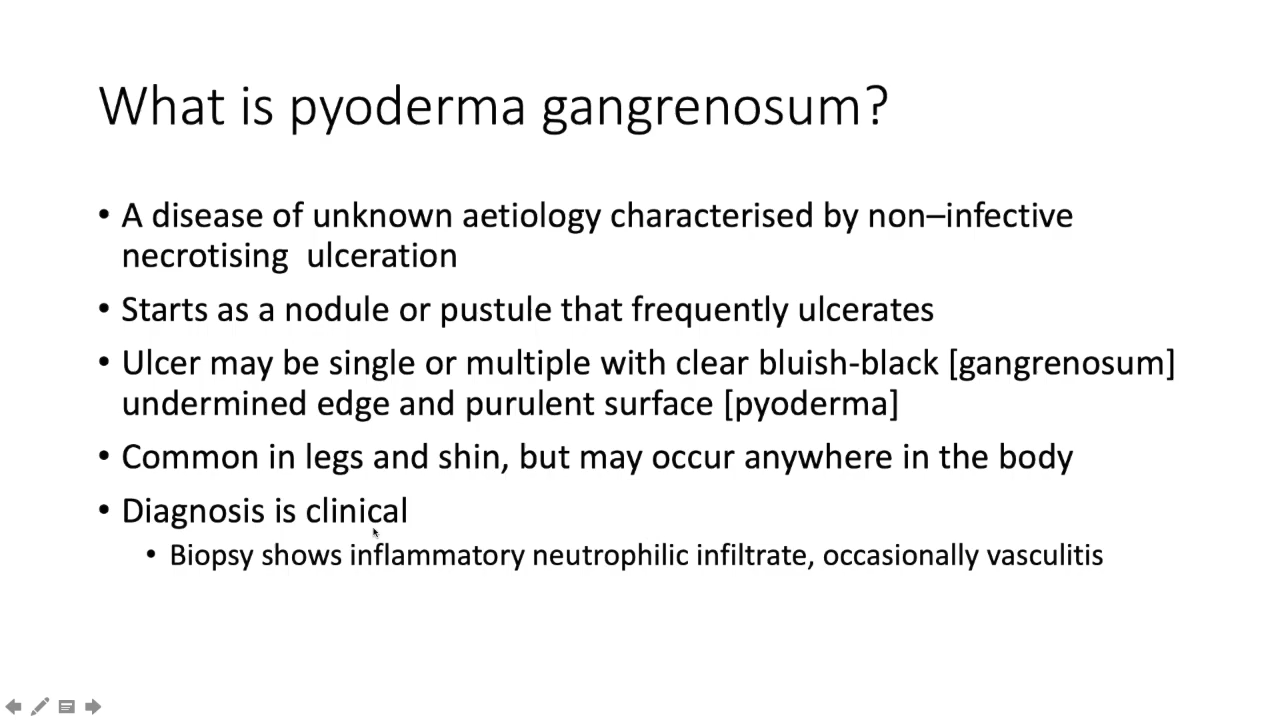 What is pyoderma gangrenosum?
• A disease of unknown aetiology characterised by non–infective
necrotising  ulceration
• Starts as a nodule or pustule that frequently ulcerates
• Ulcer may be single or multiple with clear bluish-black [gangrenosum]
undermined edge and purulent surface [pyoderma]
• Common in legs and shin, but may occur anywhere in the body
• Diagnosis is clinical
• Biopsy shows inflammatory neutrophilic infiltrate, occasionally vasculitis